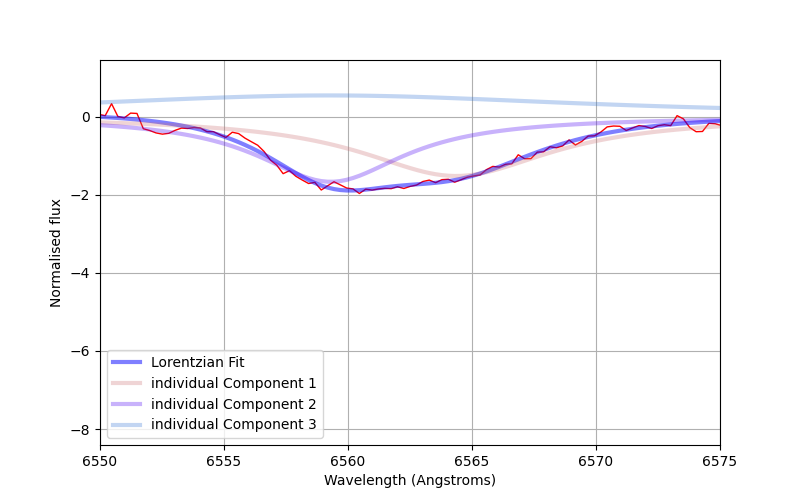 0
−2
−4
−6
−8
Normalised flux
Lorentzian Fit
individual Component 1
individual Component 2
individual Component 3
6550 6555 6560 6565 6570 6575
Wavelength (Angstroms)